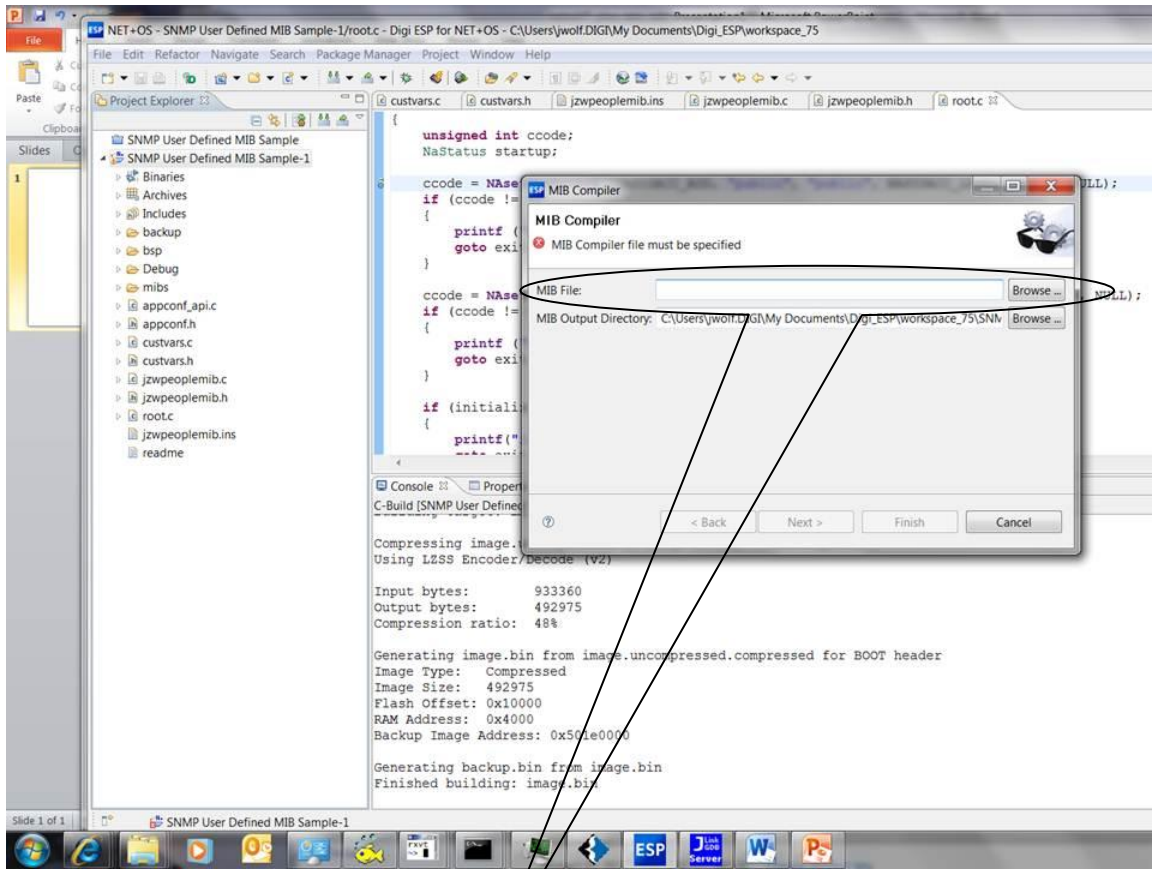 NET+OS - SNMP User Defined MIB Sample-1/root.c - Digi ESP for NET+OS - C:\Users\jwolf.DIGI\My Documents\Digi_ESP\workspace_75
File
File Edit Refactor Navigate Search Package Manager Project Window Help
Paste
Clipboa
Slides
1
Project Explorer
SNMP User Defined MIB Sample
SNMP User Defined MIB Sample-1
Binaries
Archives
Includes
backup
bsp
Debug
mibs
appconf_api.c
appconf.h
custvars.c
custvars.h
jzwpeoplemib.c
jzwpeoplemib.h
root.c
jzwpeoplemib.ins
readme
custvars.c custvars.h jzwpeoplemib.ins jzwpeoplemib.c jzwpeoplemib.h root.c
{
unsigned int ccode;
NaStatus startup;
ccode = NAse
if (ccode !=
{
printf (
goto exi
}
ccode = NAse NULL);
if (ccode !=
{
printf (
goto exi
}
if (initiali
{
printf("
MIB Compiler
MIB Compiler
MIB Compiler file must be specified
MIB File: Browse ...
MIB Output Directory: C:\Users\jwolf.DIGI\My Documents\Digi_ESP\workspace_75\SNM Browse ...
< Back Next > Finish Cancel
Console Propert
C-Build [SNMP User Defined
Compressing image.
Using LZSS Encoder/Decode (v2)
Input bytes: 933360
Output bytes: 492975
Compression ratio: 48%
Generating image.bin from image.uncompressed.compressed for BOOT header
Image Type: Compressed
Image Size: 492975
Flash Offset: 0x10000
RAM Address: 0x4000
Backup Image Address: 0x501e0000
Generating backup.bin from image.bin
Finished building: image.bin
Slide 1 of 1
SNMP User Defined MIB Sample-1
rxvt
ESP
JLink GDB Server